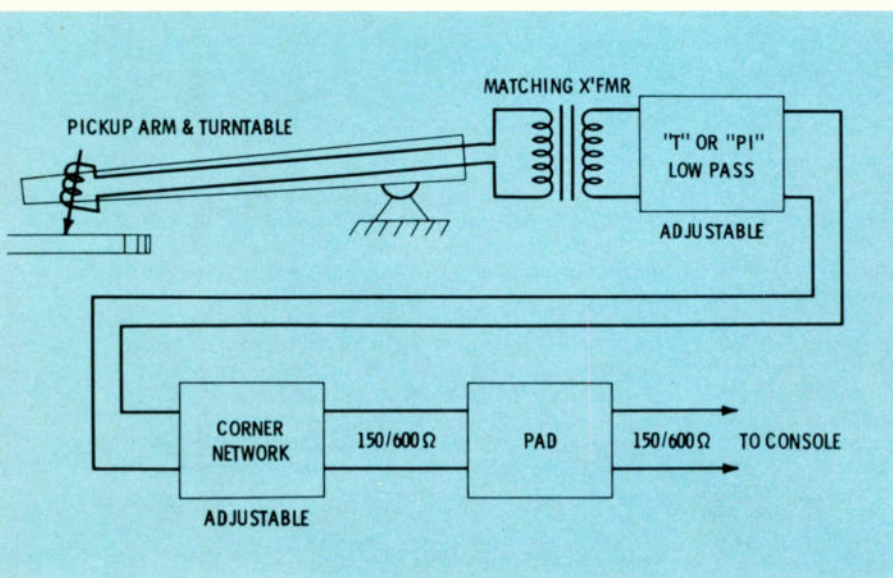 MATCHING X'FMR
PICKUP ARM & TURNTABLE
"T" OR "PI"
LOW PASS
ADJUSTABLE
CORNER
NETWORK
150/600Ω
PAD
150/600Ω
TO CONSOLE
ADJUSTABLE